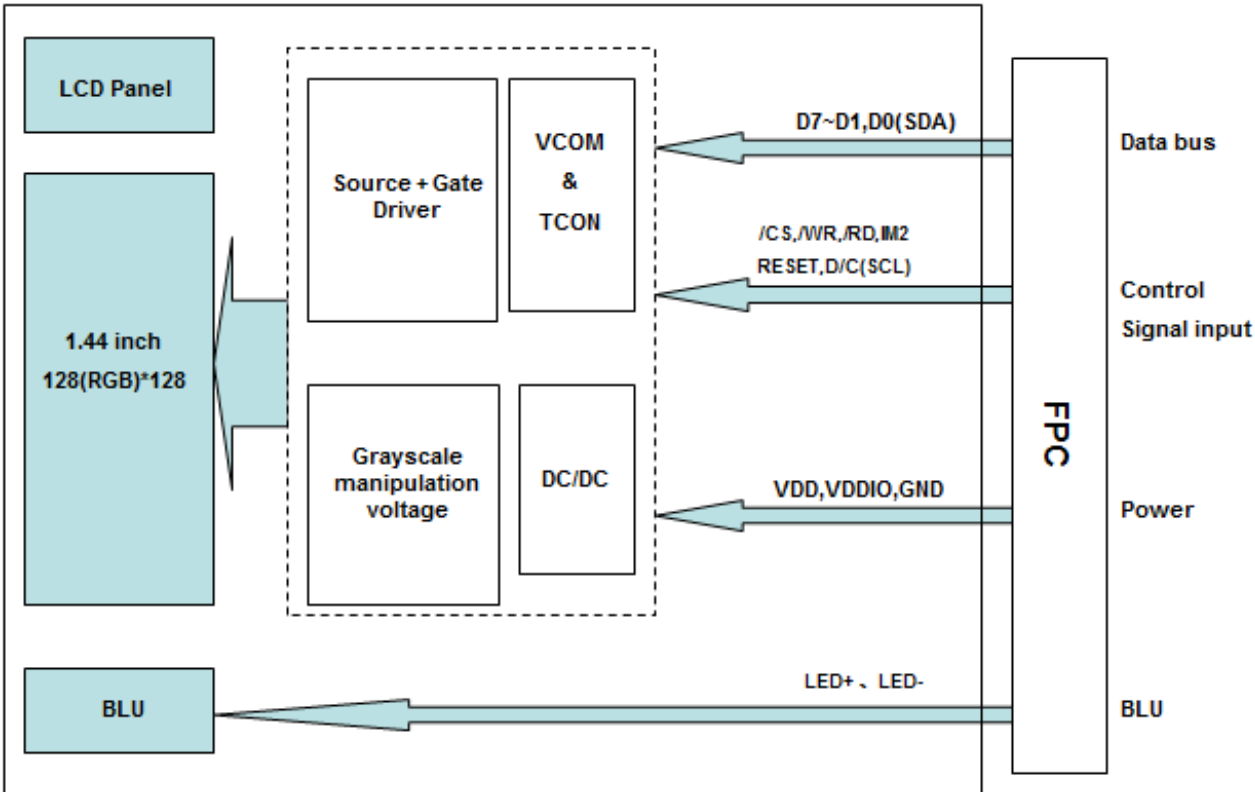 LCD Panel
1.44 inch
128(RGB)*128
BLU
Source + Gate
Driver
VCOM
&
TCON
Grayscale
manipulation
voltage
DC/DC
D7~D1,D0(SDA)
/CS,/WR,/RD,IM2
RESET,D/C(SCL)
VDD,VDDIO,GND
LED+ 、 LED-
FPC
Data bus
Control
Signal input
Power
BLU